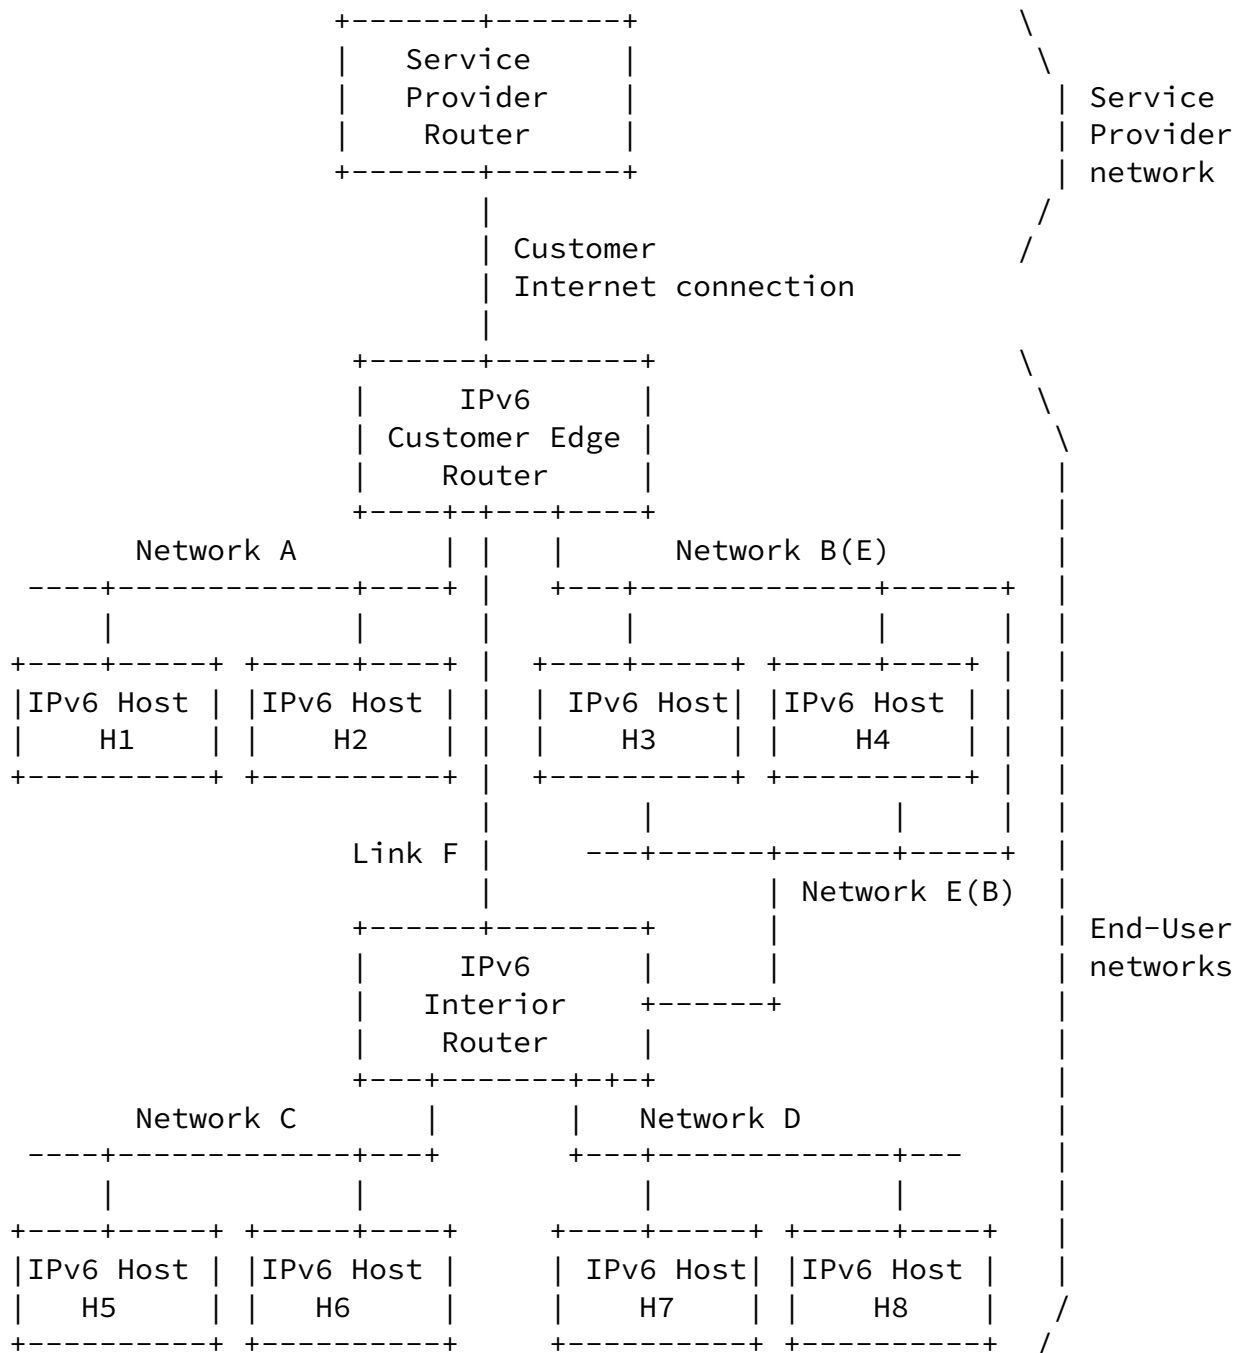 Service
Provider
Router
Service
Provider
network
Customer
Internet connection
IPv6
Customer Edge
Router
Network A
Network B(E)
IPv6 Host
H1
IPv6 Host
H2
IPv6 Host
H3
IPv6 Host
H4
Link F
Network E(B)
End-User
networks
IPv6
Interior
Router
Network C
Network D
IPv6 Host
H5
IPv6 Host
H6
IPv6 Host
H7
IPv6 Host
H8